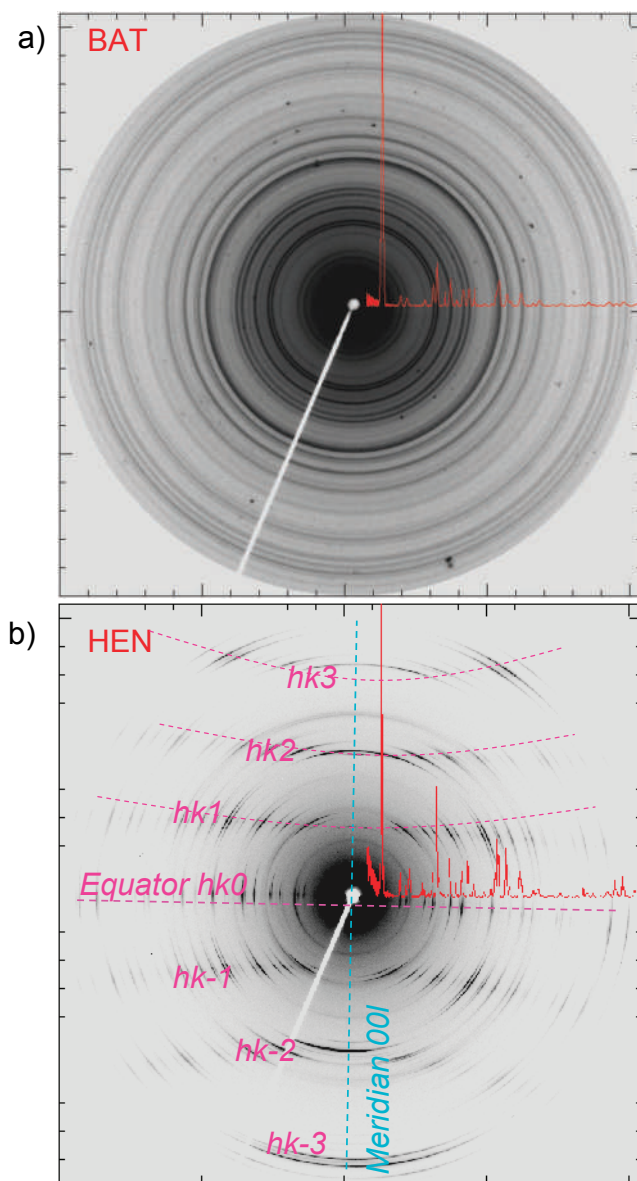 a)
BAT
b)
HEN
hk3
hk2
hk1
Equator hk0
hk-1
hk-2
Meridian 00l
hk-3